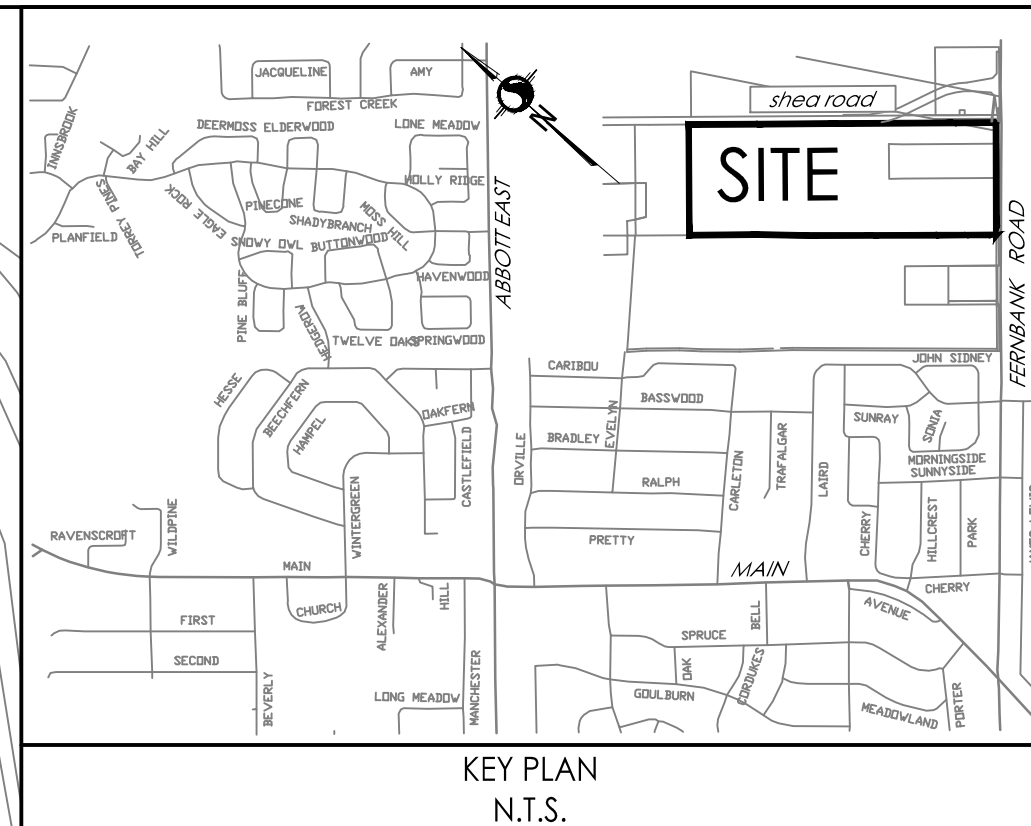 JACQUELINE
AMY
FOREST CREEK
shea road
INNSBROOK
BAY HILL
DEERMOSS ELDERWOOD
LONE MEADOW
N
SITE
TORREY PINES
EAGLE ROCK
PINECONE
HOLLY RIDGE
SHADYBRANCH
MOSS HILL
PLANFIELD
SNOWY OWL BUTTONWOOD
ABBOTT EAST
FERNBANK ROAD
HAVENWOOD
PINE BLUFF
HEDGEROW
TWELVE OAKS
SPRINGWOOD
CARIBOU
JOHN SIDNEY
HESSE
BEECHFERN
HAMPEL
OAKFERN
CASTLEFIELD
ORVILLE
BRADLEY
EVELYN
BASSWOOD
CARLETON
TRAFALGAR
LAIRD
SUNRAY
SONIA
MORNINGSIDE
SUNNYSIDE
RALPH
WINTERGREEN
WILDPINE
RAVENSCROFT
PRETTY
CHERRY
HILLCREST
PARK
MAIN
MAIN
CHERRY
CHURCH
ALEXANDER
HILL
BELL
AVENUE
FIRST
SECOND
SPRUCE
OAK
CORDUKES
BEVERLY
LONG MEADOW
MANCHESTER
GOULBURN
MEADOWLAND
PORTER
KEY PLAN
N.T.S.